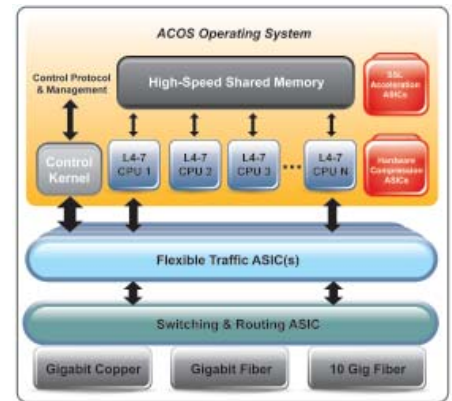 ACOS Operating System
Control Protocol
& Management
High-Speed Shared Memory
SSL
Acceleration
ASICs
Control
Kernel
L4-7
CPU 1
L4-7
CPU 2
L4-7
CPU 3
...
L4-7
CPU N
Hardware
Compression
ASICs
Flexible Traffic ASIC(s)
Switching & Routing ASIC
Gigabit Copper
Gigabit Fiber
10 Gig Fiber